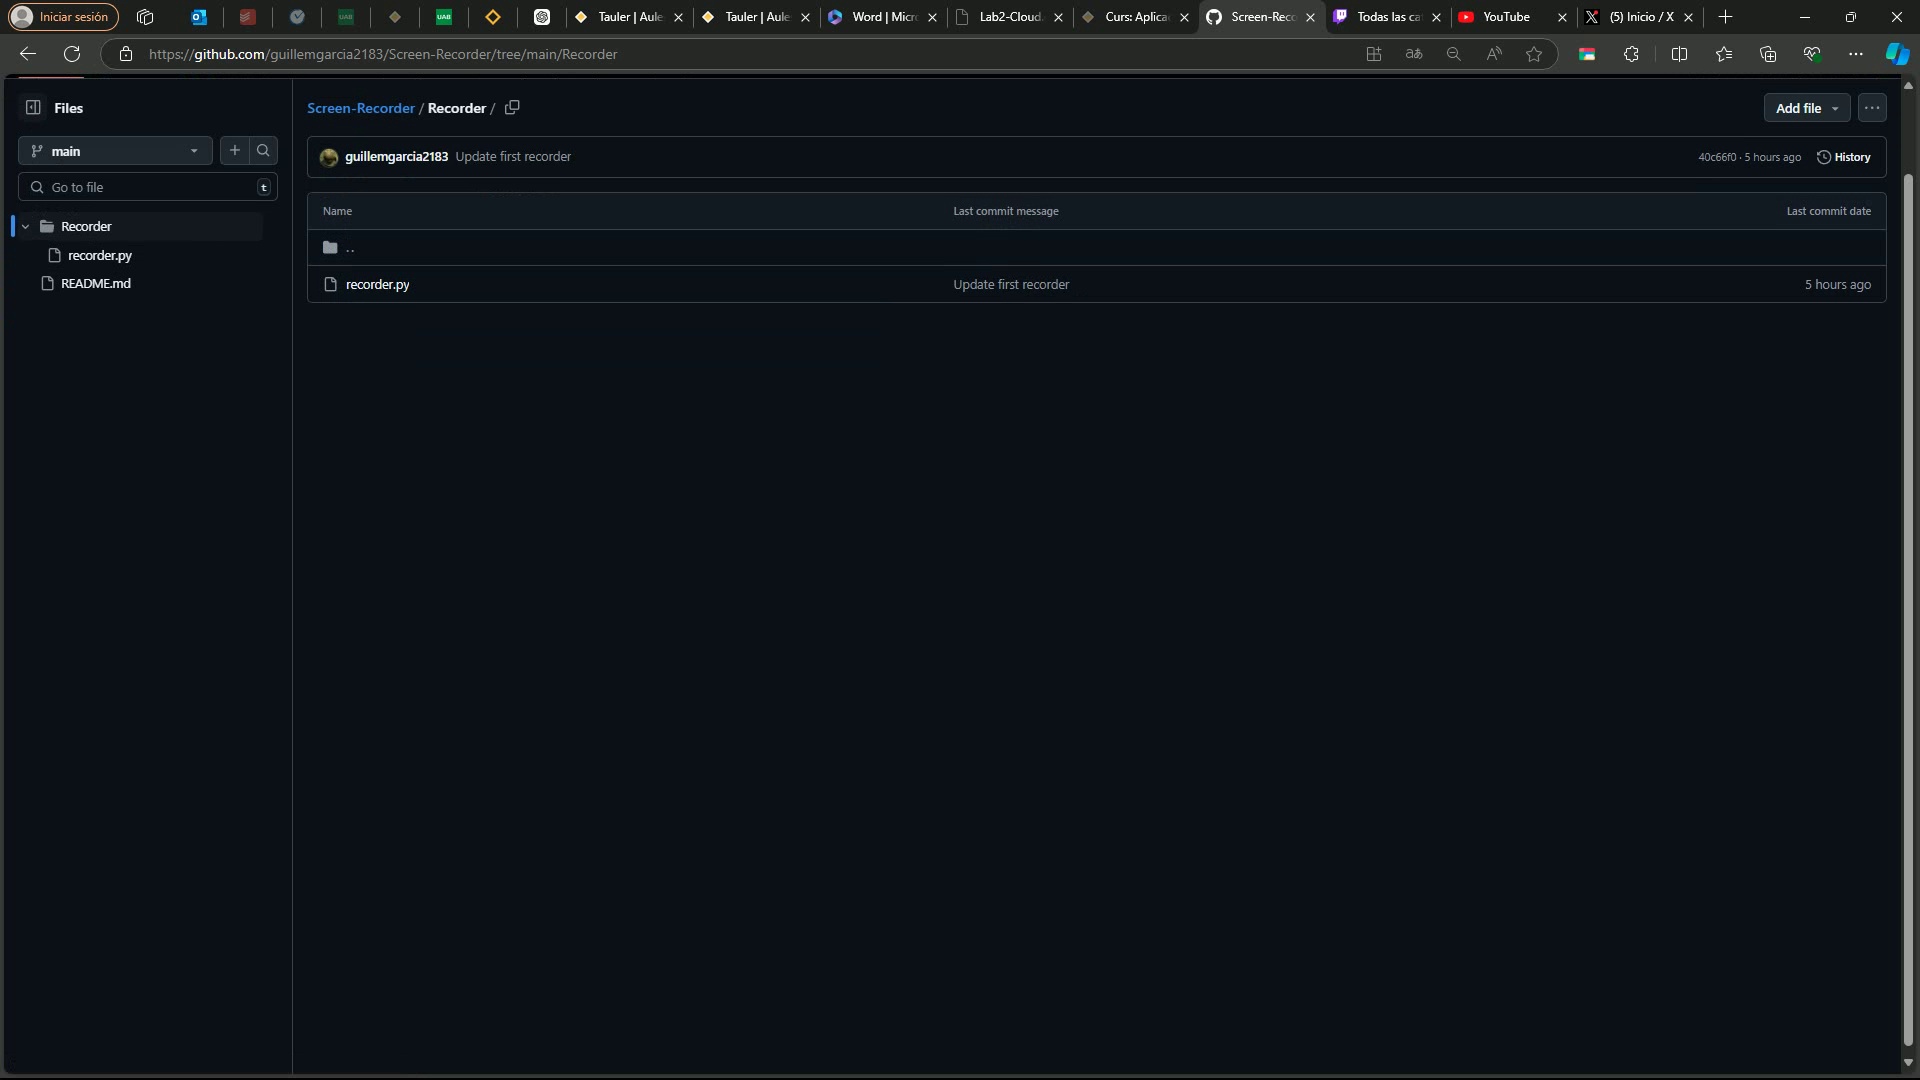 Iniciar sesión
UAB
UAB
Tauler | Aule
Tauler | Aule
Word | Micr
Lab2-Cloud.
Curs: Aplica
Screen-Reco
Todas las ca
YouTube
(5) Inicio / X
https://github.com/guillemgarcia2183/Screen-Recorder/tree/main/Recorder
Files
Screen-Recorder / Recorder /
Add file
main
guillemgarcia2183 Update first recorder
40c66f0 · 5 hours ago
History
Go to file
t
Name
Last commit message
Last commit date
Recorder
..
recorder.py
README.md
recorder.py
Update first recorder
5 hours ago